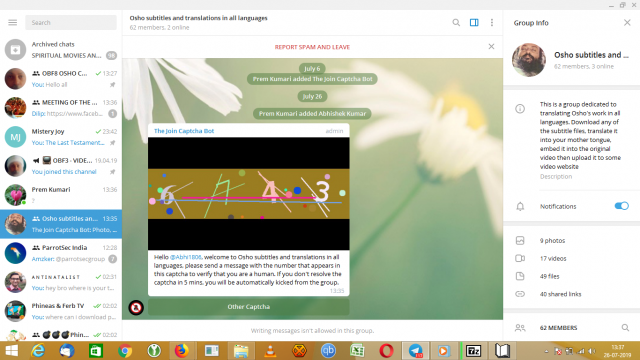 Search
Archived chats
SPIRITUAL MOVIES AN...
OBF8 OSHO C... 13:27
You: Hello all
MEETING OF THE ... 13:36
Dilip: https://www.faceb...
MJ
Mistery Joy 23:42
You: The Last Testament...
OBF3 - VIDE... 19.04.19
You joined this channel
Prem Kumari 13:36
?
Osho subtitles an... 13:35
The Join Captcha Bot: Photo, ...
ParrotSec India 12:28
Amzker: @parrotsecgroup
ᴀɴᴛɪɴᴀᴛᴀʟɪsᴛ 02:31
You: hey bro where is your t...
Phineas & Ferb TV 02:02
You: where can i download p...
Phin... 02:02
Osho subtitles and translations in all languages
62 members, 2 online
REPORT SPAM AND LEAVE
July 6
Prem Kumari added The Join Captcha Bot
July 26
Prem Kumari added Abhishek Kumar
The Join Captcha Bot admin
6 7 4 3
Hello @Abhi1808, welcome to Osho subtitles and translations in all
languages. please send a message with the number that appears in
this captcha to verify that you are a human. If you don't resolve the
captcha in 5 mins. you will be automatically kicked from the group.
13:35
Other Captcha
Writing messages isn't allowed in this group.
Group Info
Osho subtitles and ...
62 members, 3 online
This is a group dedicated to
translating Osho's work in all
languages. Download any of
the subtitle files, translate it
into your mother tongue,
embed it into the original
video then upload it to some
video website
Description
Notifications
9 photos
17 videos
49 files
40 shared links
62 MEMBERS
13:37
26-07-2019